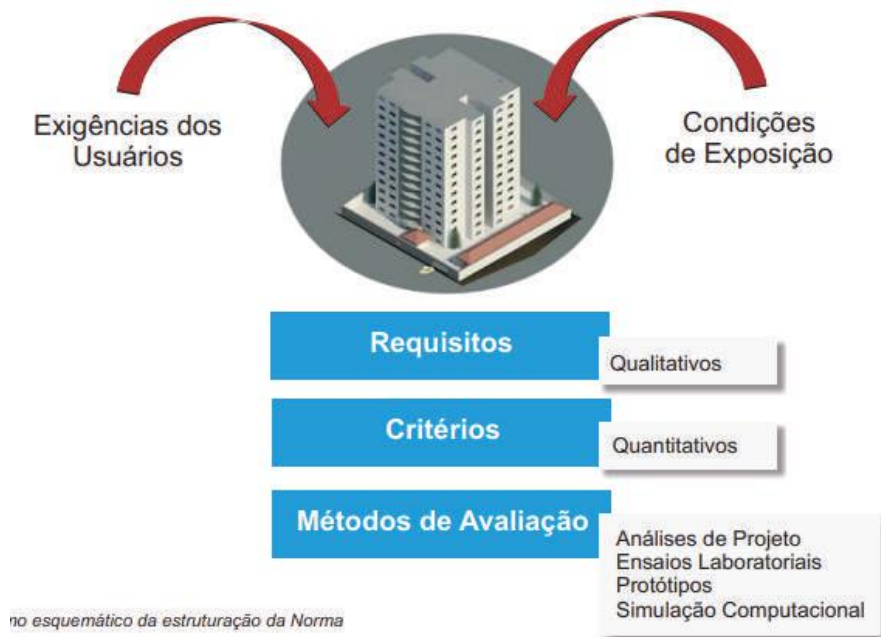 Exigências dos
Usuários
Condições
de Exposição
Requisitos
Qualitativos
Critérios
Quantitativos
Métodos de Avaliação
Análises de Projeto
Ensaios Laboratoriais
Protótipos
Simulação Computacional
esquemático da estruturação da Norma